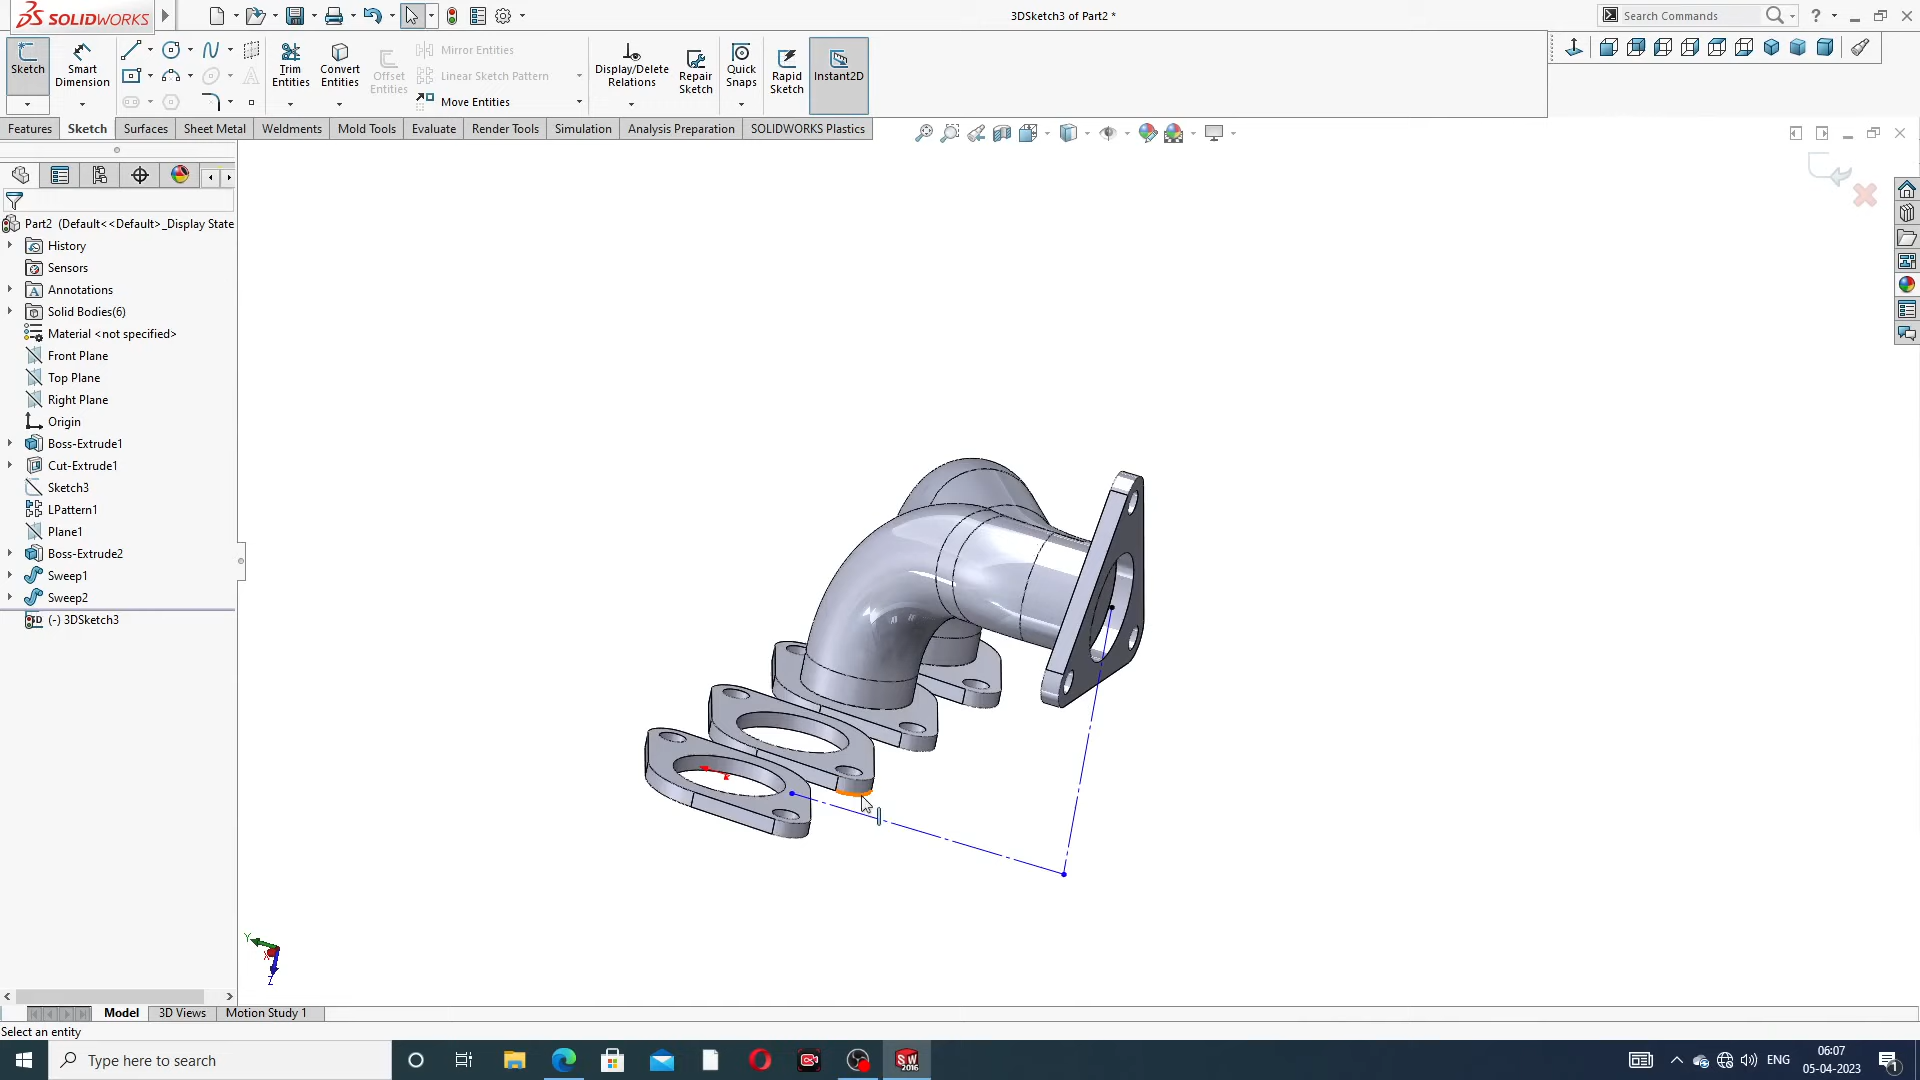 SOLIDWORKS
3DSketch3 of Part2 *
Search Commands
Sketch
Smart
Dimension
Trim
Entities
Convert
Entities
Offset
Entities
Mirror Entities
Linear Sketch Pattern
Move Entities
Display/Delete
Relations
Repair
Sketch
Quick
Snaps
Rapid
Sketch
Instant2D
Features
Sketch
Surfaces
Sheet Metal
Weldments
Mold Tools
Evaluate
Render Tools
Simulation
Analysis Preparation
SOLIDWORKS Plastics
Part2 (Default<<Default>_Display State
History
Sensors
Annotations
Solid Bodies(6)
Material <not specified>
Front Plane
Top Plane
Right Plane
Origin
Boss-Extrude1
Cut-Extrude1
Sketch3
LPattern1
Plane1
Boss-Extrude2
Sweep1
Sweep2
3D (-) 3DSketch3
Y
X
Z
Model
3D Views
Motion Study 1
Select an entity
Type here to search
SW
2016
ENG
06:07
05-04-2023
1